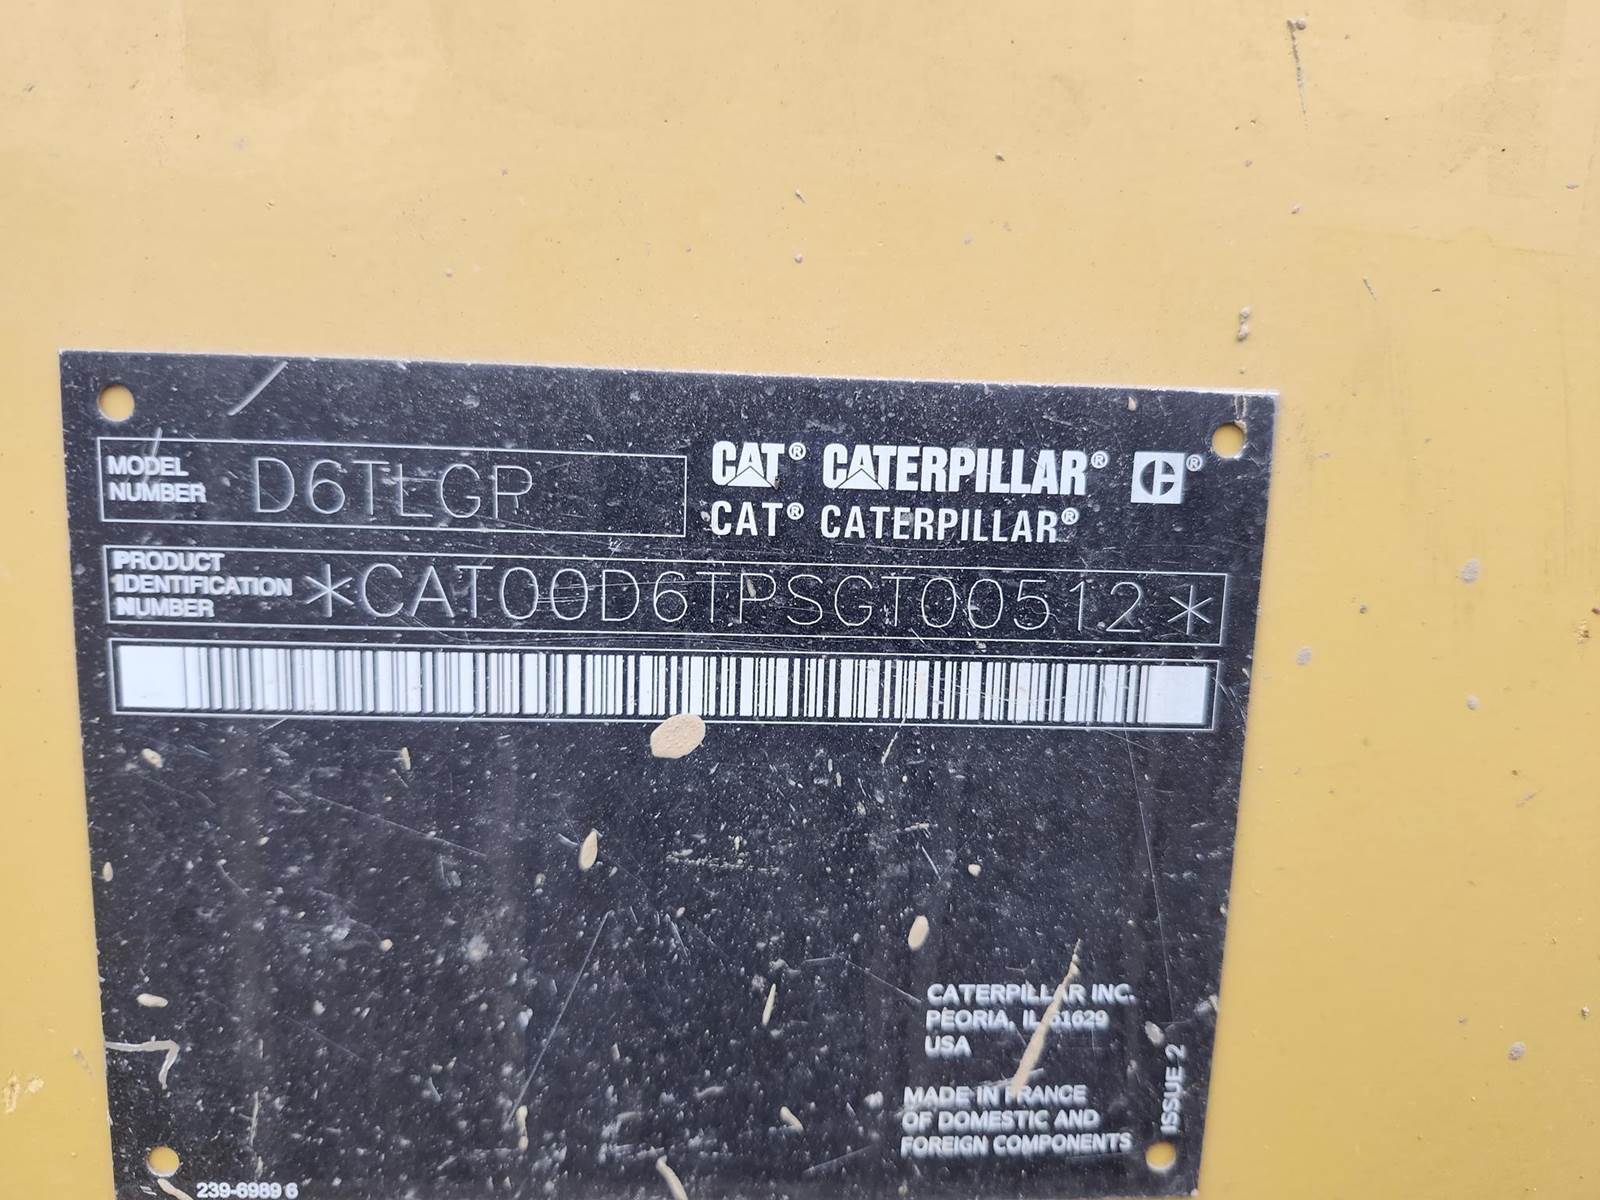 MODEL
NUMBER
D6TLGP
CAT® CATERPILLAR® ®
CAT® CATERPILLAR®
PRODUCT
IDENTIFICATION
NUMBER
*CAT00D6TPSGT00512*
CATERPILLAR INC.
PEORIA, IL 61629
USA
MADE IN FRANCE
OF DOMESTIC AND
FOREIGN COMPONENTS
ISSUE 2
239-6989 6